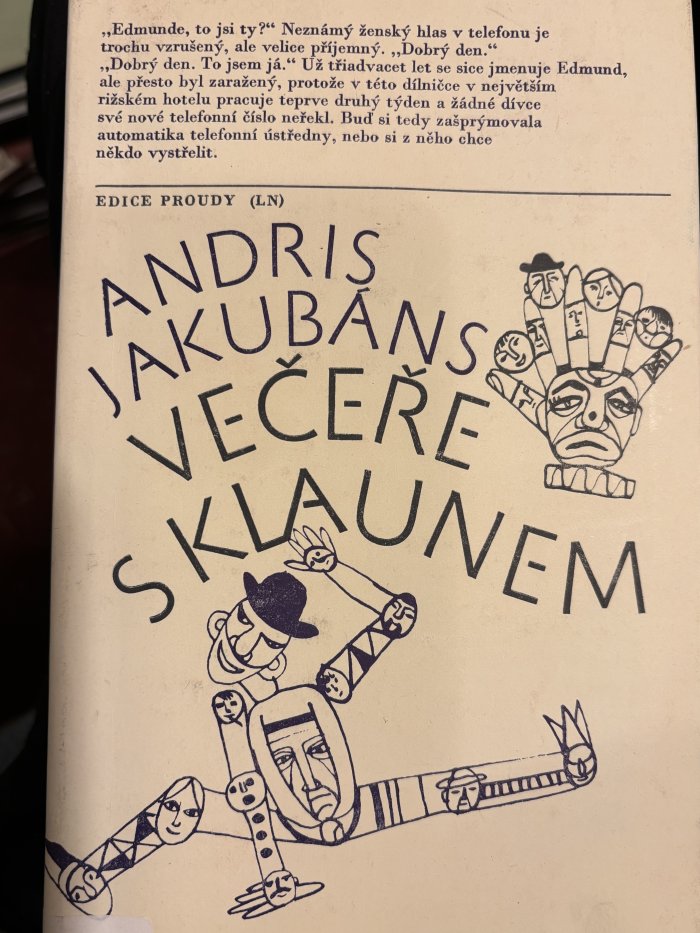 „Edmunde, to jsi ty?“ Neznámý ženský hlas v telefonu je
trochu vzrušený, ale velice příjemný. „Dobrý den.“
„Dobrý den. To jsem já.“ Už třiadvacet let se sice jmenuje Edmund,
ale přesto byl zaražený, protože v této dílničce v největším
rižském hotelu pracuje teprve druhý týden a žádné dívce
své nové telefonní číslo neřekl. Buď si tedy zašprýmovala
automatika telefonní ústředny, nebo si z něho chce
někdo vystřelit.
EDICE PROUDY (LN)
ANDRIS
JAKUBÁNS
VEČEŘE
S KLAUNEM